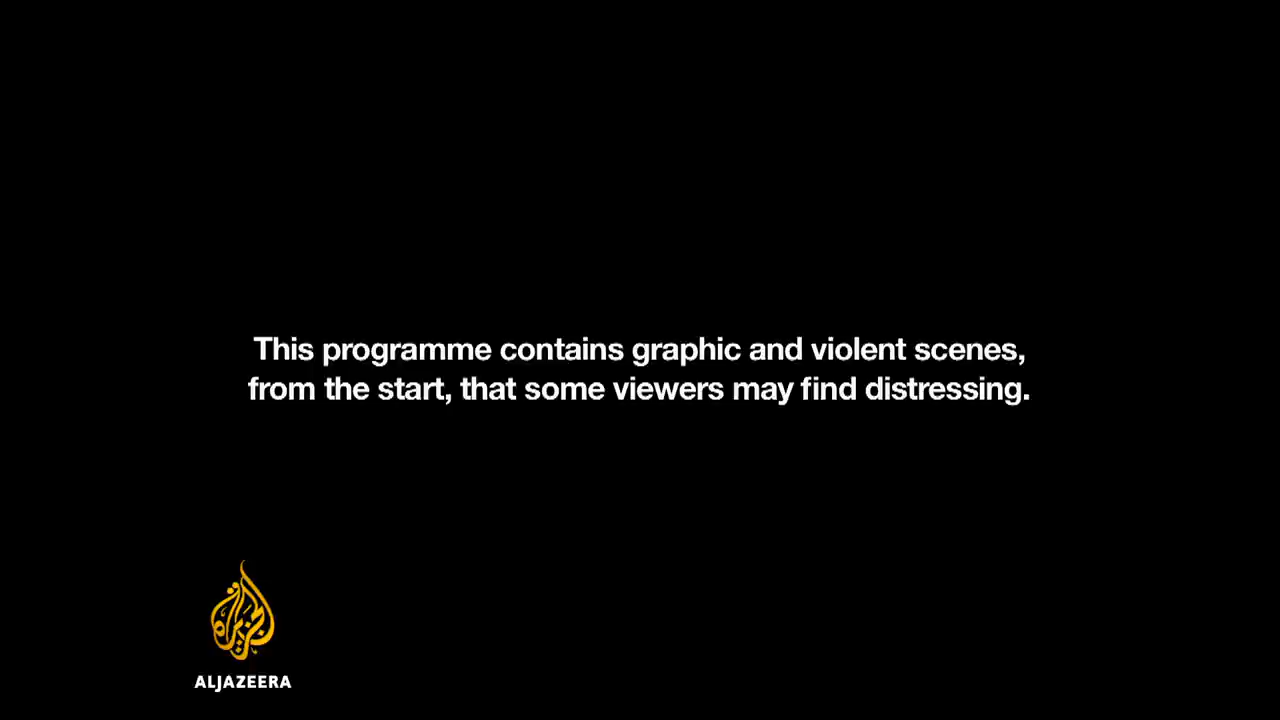 This programme contains graphic and violent scenes,
from the start, that some viewers may find distressing.
الجزيرة
ALJAZEERA